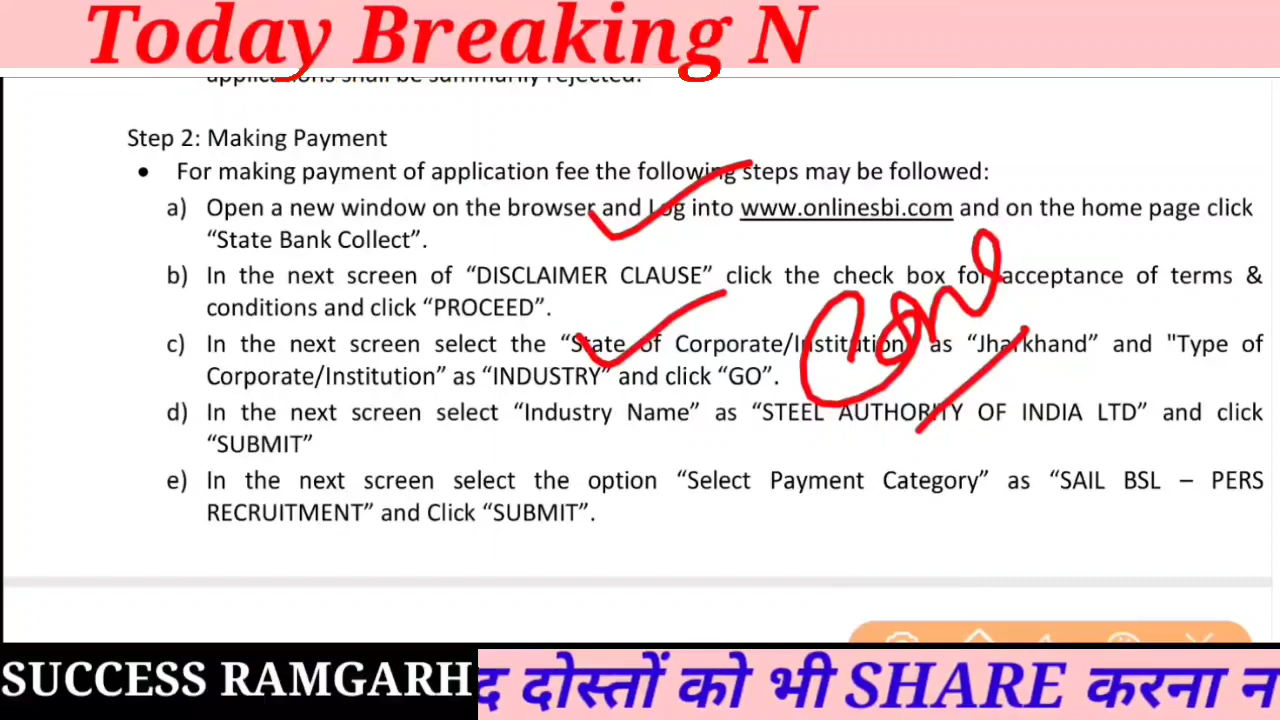 Today Breaking N
applications shall be summarily rejected.
Step 2: Making Payment
• For making payment of application fee the following steps may be followed:
a) Open a new window on the browser and Log into www.onlinesbi.com and on the home page click
“State Bank Collect”.
b) In the next screen of “DISCLAIMER CLAUSE” click the check box for acceptance of terms &
conditions and click “PROCEED”.
c) In the next screen select the “State of Corporate/Institution” as “Jharkhand” and "Type of
Corporate/Institution” as “INDUSTRY” and click “GO”.
d) In the next screen select “Industry Name” as “STEEL AUTHORITY OF INDIA LTD” and click
“SUBMIT”
e) In the next screen select the option “Select Payment Category” as “SAIL BSL – PERS
RECRUITMENT” and Click “SUBMIT”.
SUCCESS RAMGARH
द दोस्तों को भी SHARE करना न